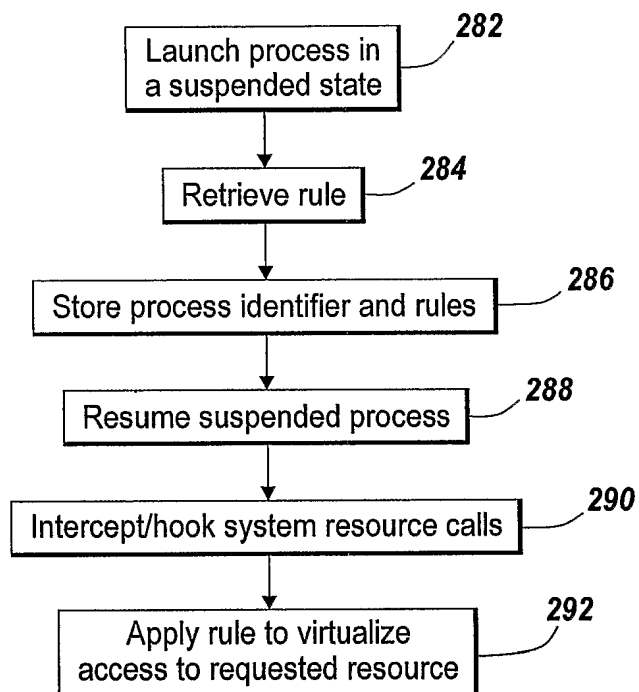 282
Launch process in
a suspended state
284
Retrieve rule
286
Store process identifier and rules
288
Resume suspended process
290
Intercept/hook system resource calls
292
Apply rule to virtualize
access to requested resource